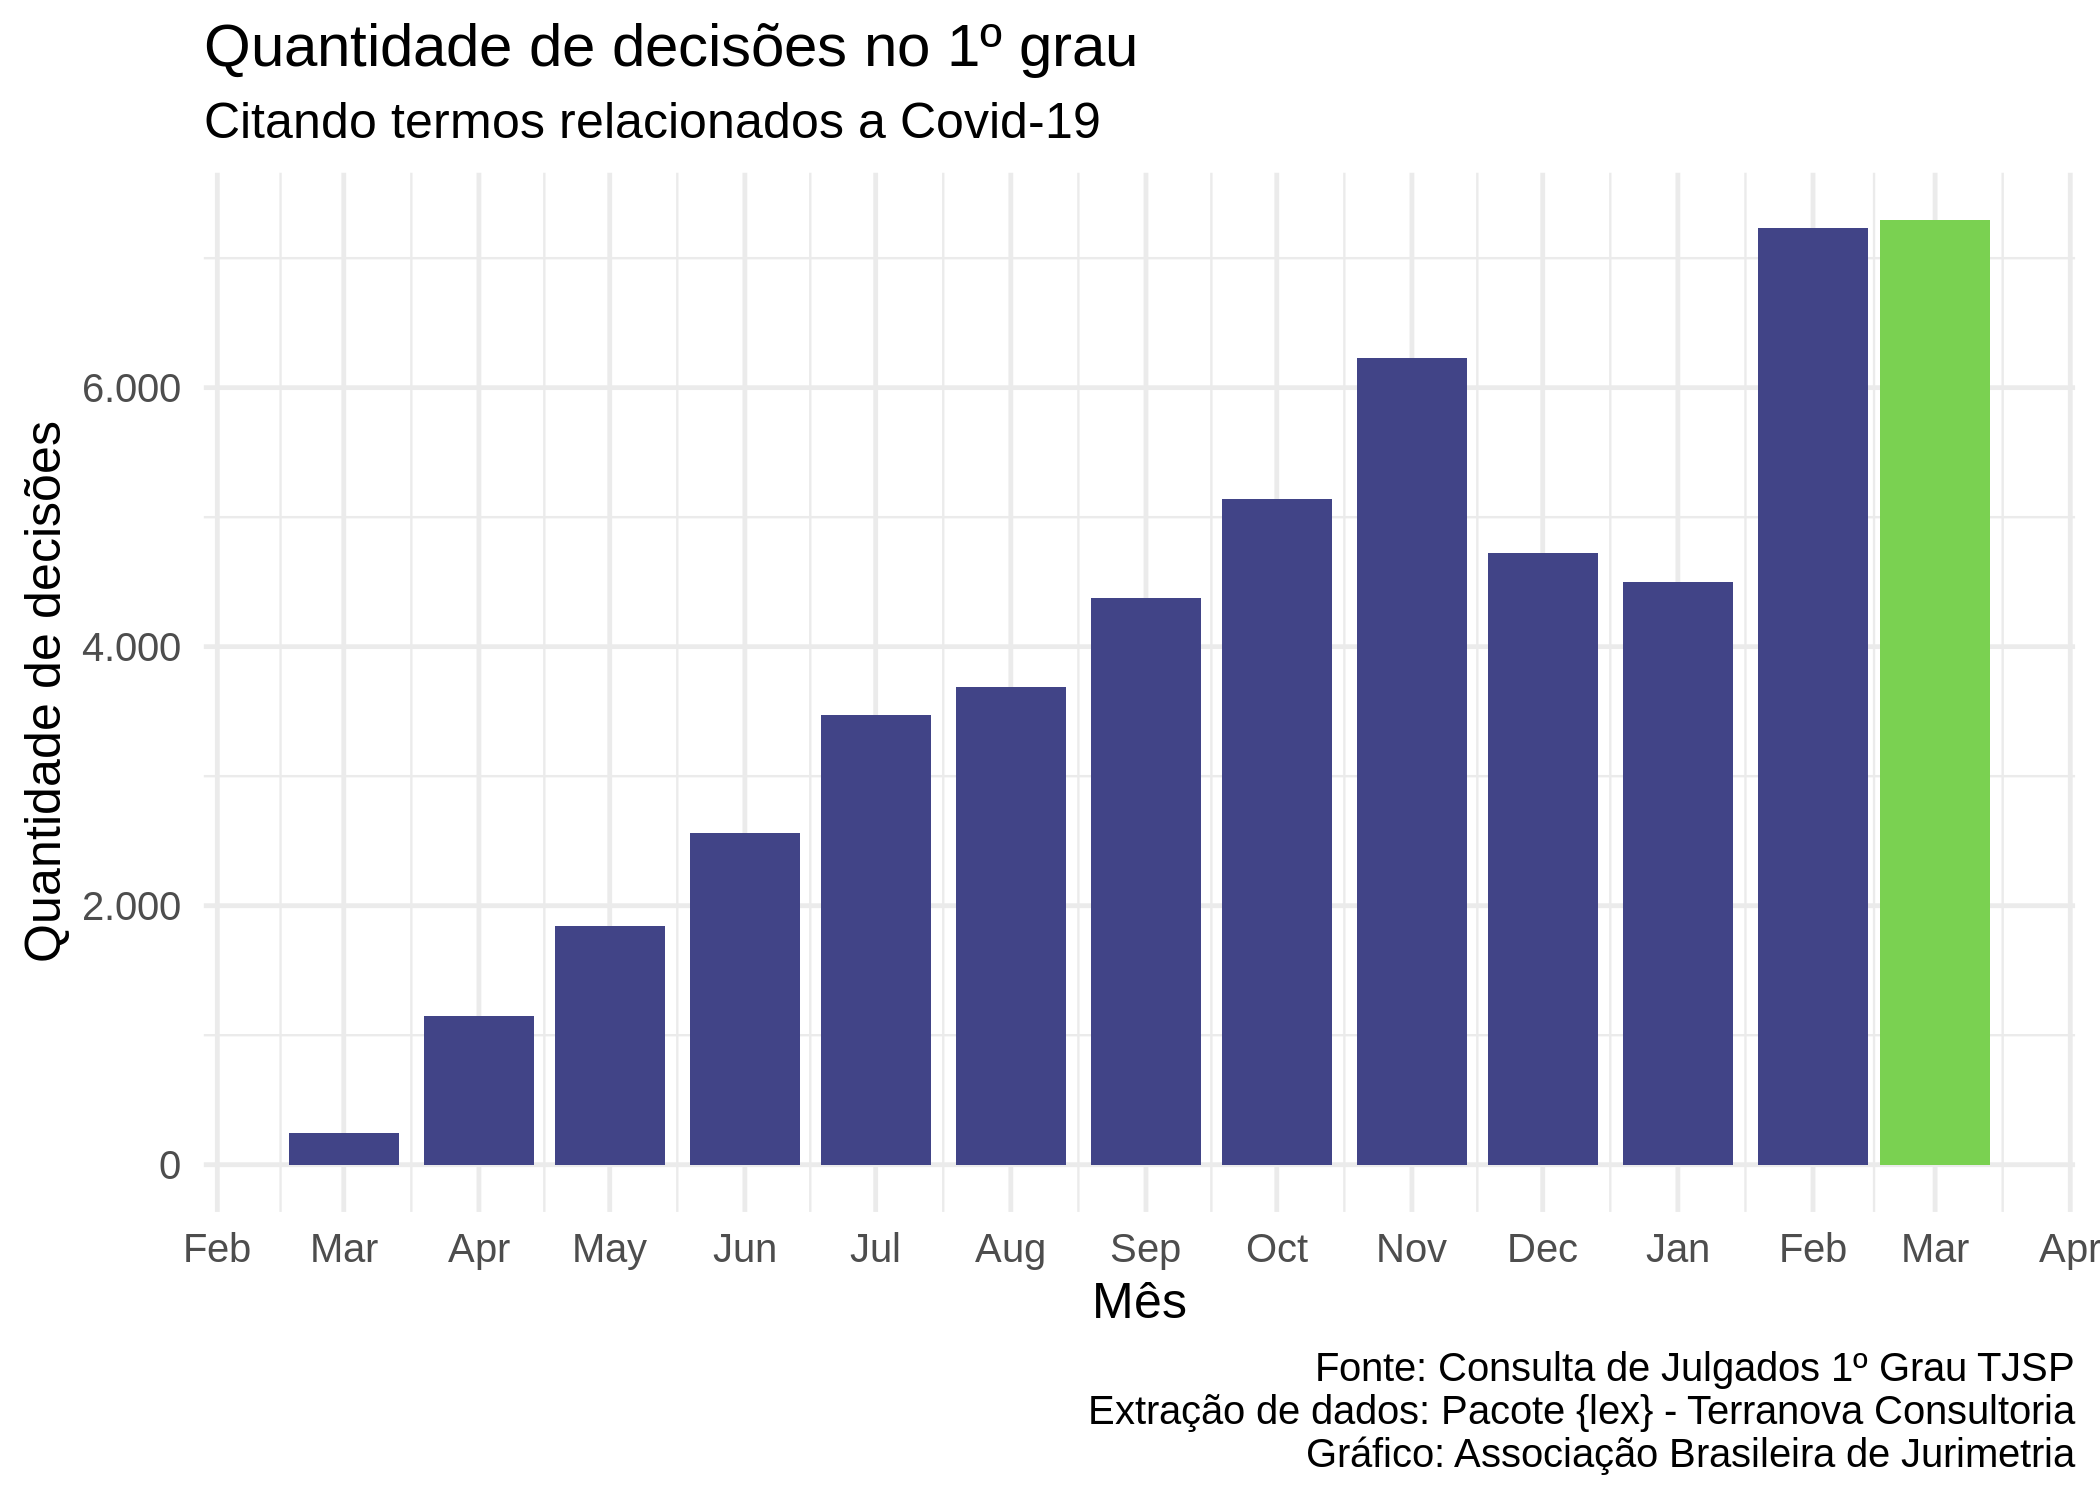 Quantidade de decisões no 1º grau
Citando termos relacionados a Covid-19
Quantidade de decisões
6.000
4.000
2.000
0
Feb Mar Apr May Jun Jul Aug Sep Oct Nov Dec Jan Feb Mar Apr
Mês
Fonte: Consulta de Julgados 1º Grau TJSP
Extração de dados: Pacote {lex} - Terranova Consultoria
Gráfico: Associação Brasileira de Jurimetria